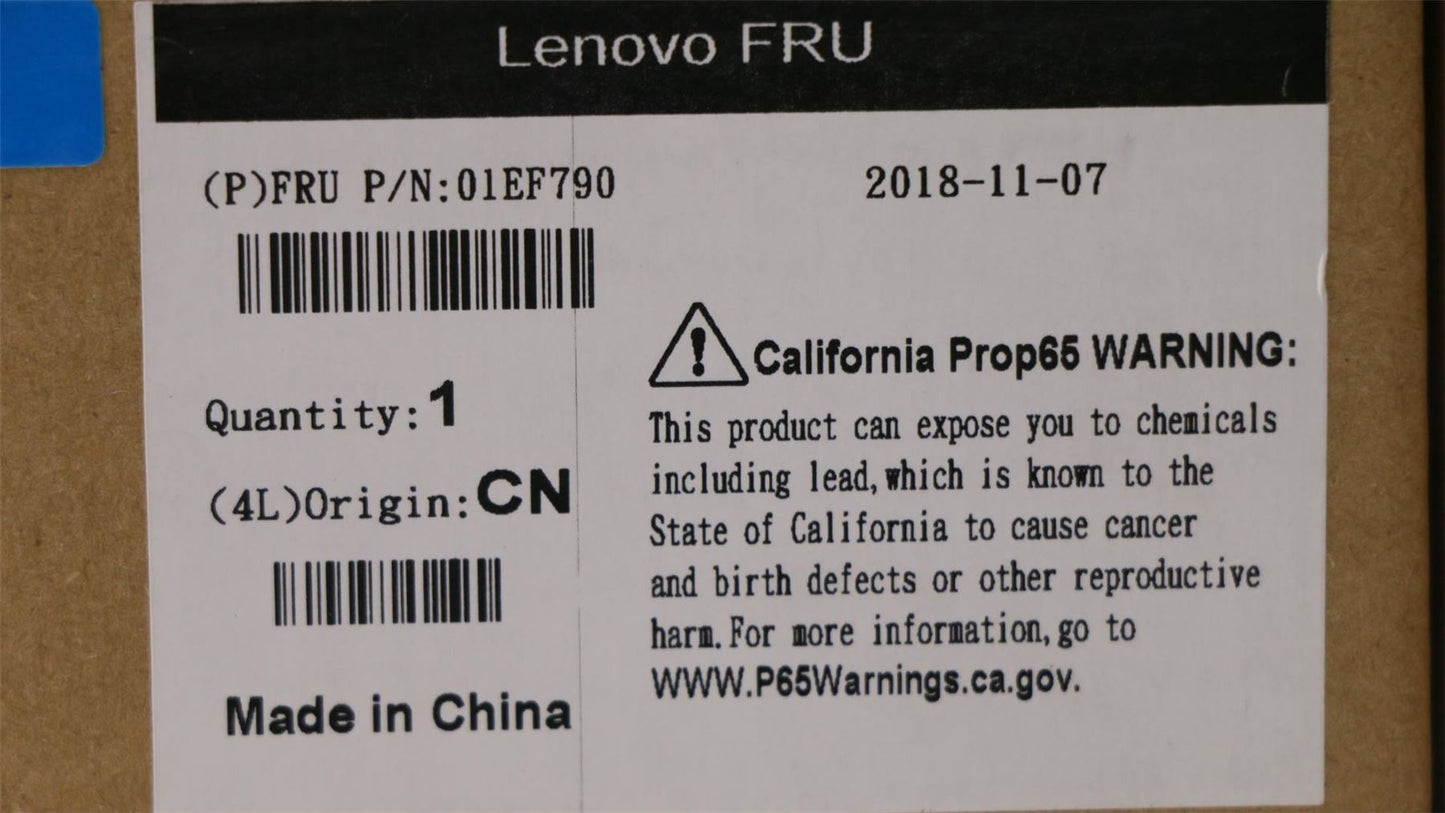 Lenovo FRU
(P)FRU P/N:01EF790
2018-11-07
Quantity:1
(4L)Origin:CN
Made in China
California Prop65 WARNING:
This product can expose you to chemicals
including lead,which is known to the
State of California to cause cancer
and birth defects or other reproductive
harm.For more information,go to
WWW.P65Warnings.ca.gov.